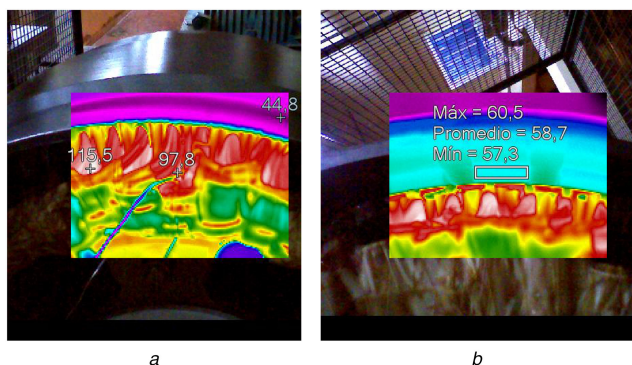 44,8
115,5
97,8
Máx = 60,5
Promedio = 58,7
Mín = 57,3
a
b